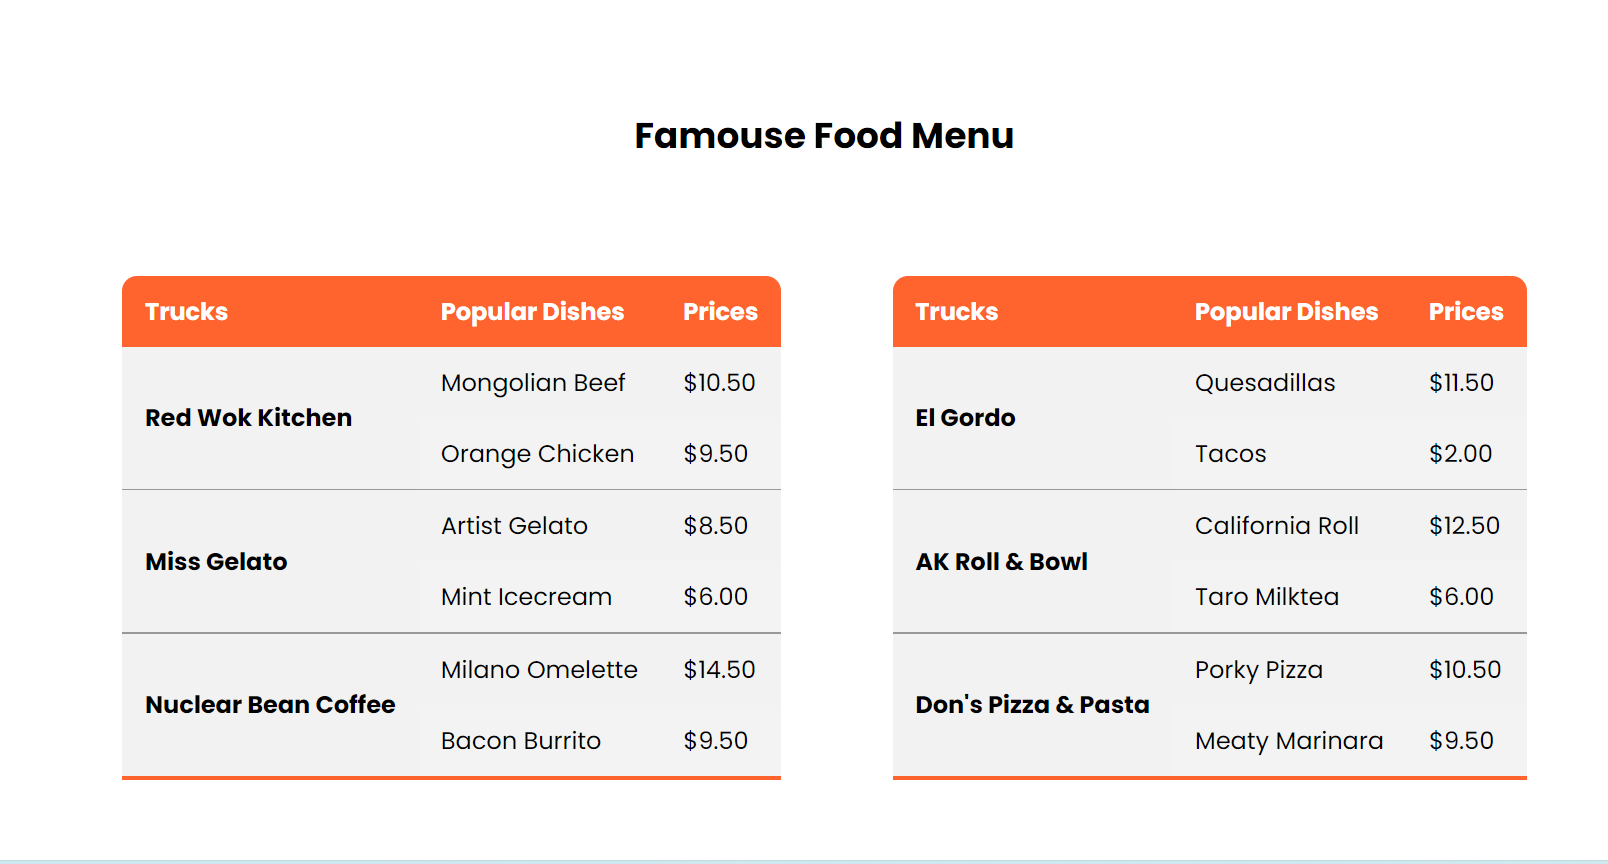 Famouse Food Menu
Trucks Popular Dishes Prices
Red Wok Kitchen
Mongolian Beef $10.50
Orange Chicken $9.50
Miss Gelato
Artist Gelato $8.50
Mint Icecream $6.00
Nuclear Bean Coffee
Milano Omelette $14.50
Bacon Burrito $9.50
Trucks Popular Dishes Prices
El Gordo
Quesadillas $11.50
Tacos $2.00
AK Roll & Bowl
California Roll $12.50
Taro Milktea $6.00
Don's Pizza & Pasta
Porky Pizza $10.50
Meaty Marinara $9.50